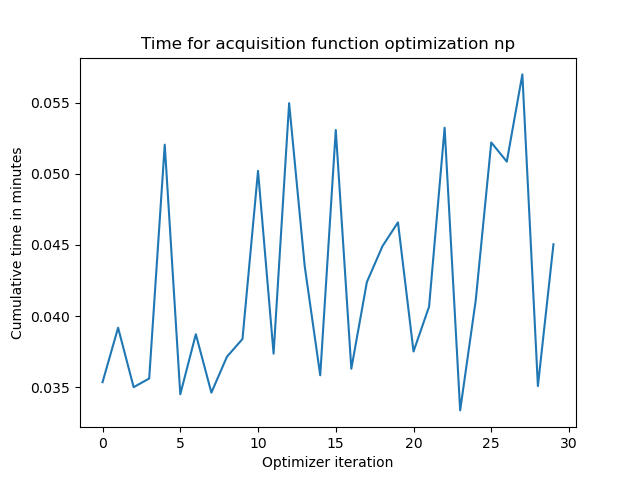 Time for acquisition function optimization np
Cumulative time in minutes
0.055
0.050
0.045
0.040
0.035
0 5 10 15 20 25 30
Optimizer iteration